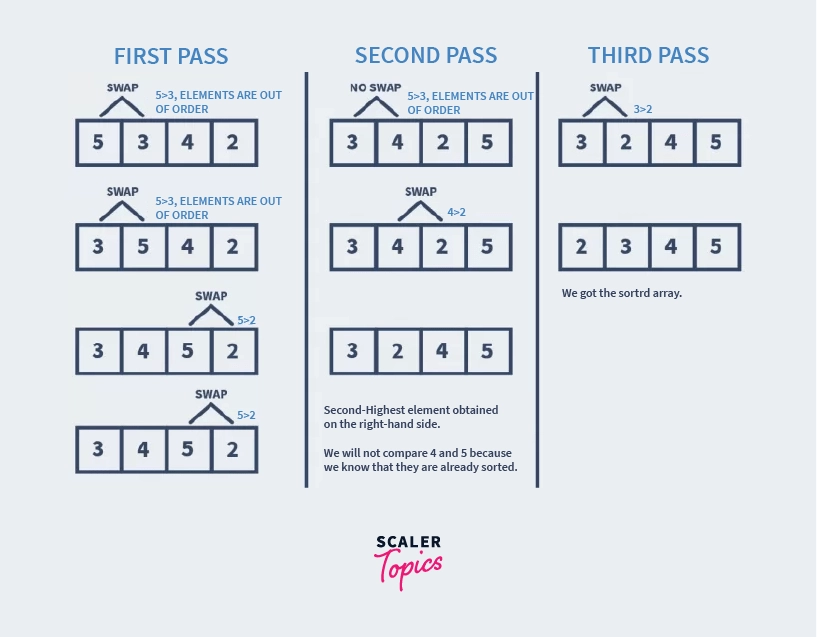 FIRST PASS
SWAP
5>3, ELEMENTS ARE OUT
OF ORDER
5 3 4 2
SWAP
5>3, ELEMENTS ARE OUT
OF ORDER
3 5 4 2
SWAP
5>2
3 4 5 2
SWAP
5>2
3 4 5 2
SECOND PASS
NO SWAP
5>3, ELEMENTS ARE OUT
OF ORDER
3 4 2 5
SWAP
4>2
3 4 2 5
3 2 4 5
Second-Highest element obtained
on the right-hand side.
We will not compare 4 and 5 because
we know that they are already sorted.
THIRD PASS
SWAP
3>2
3 2 4 5
2 3 4 5
We got the sortrd array.
SCALER
Topics